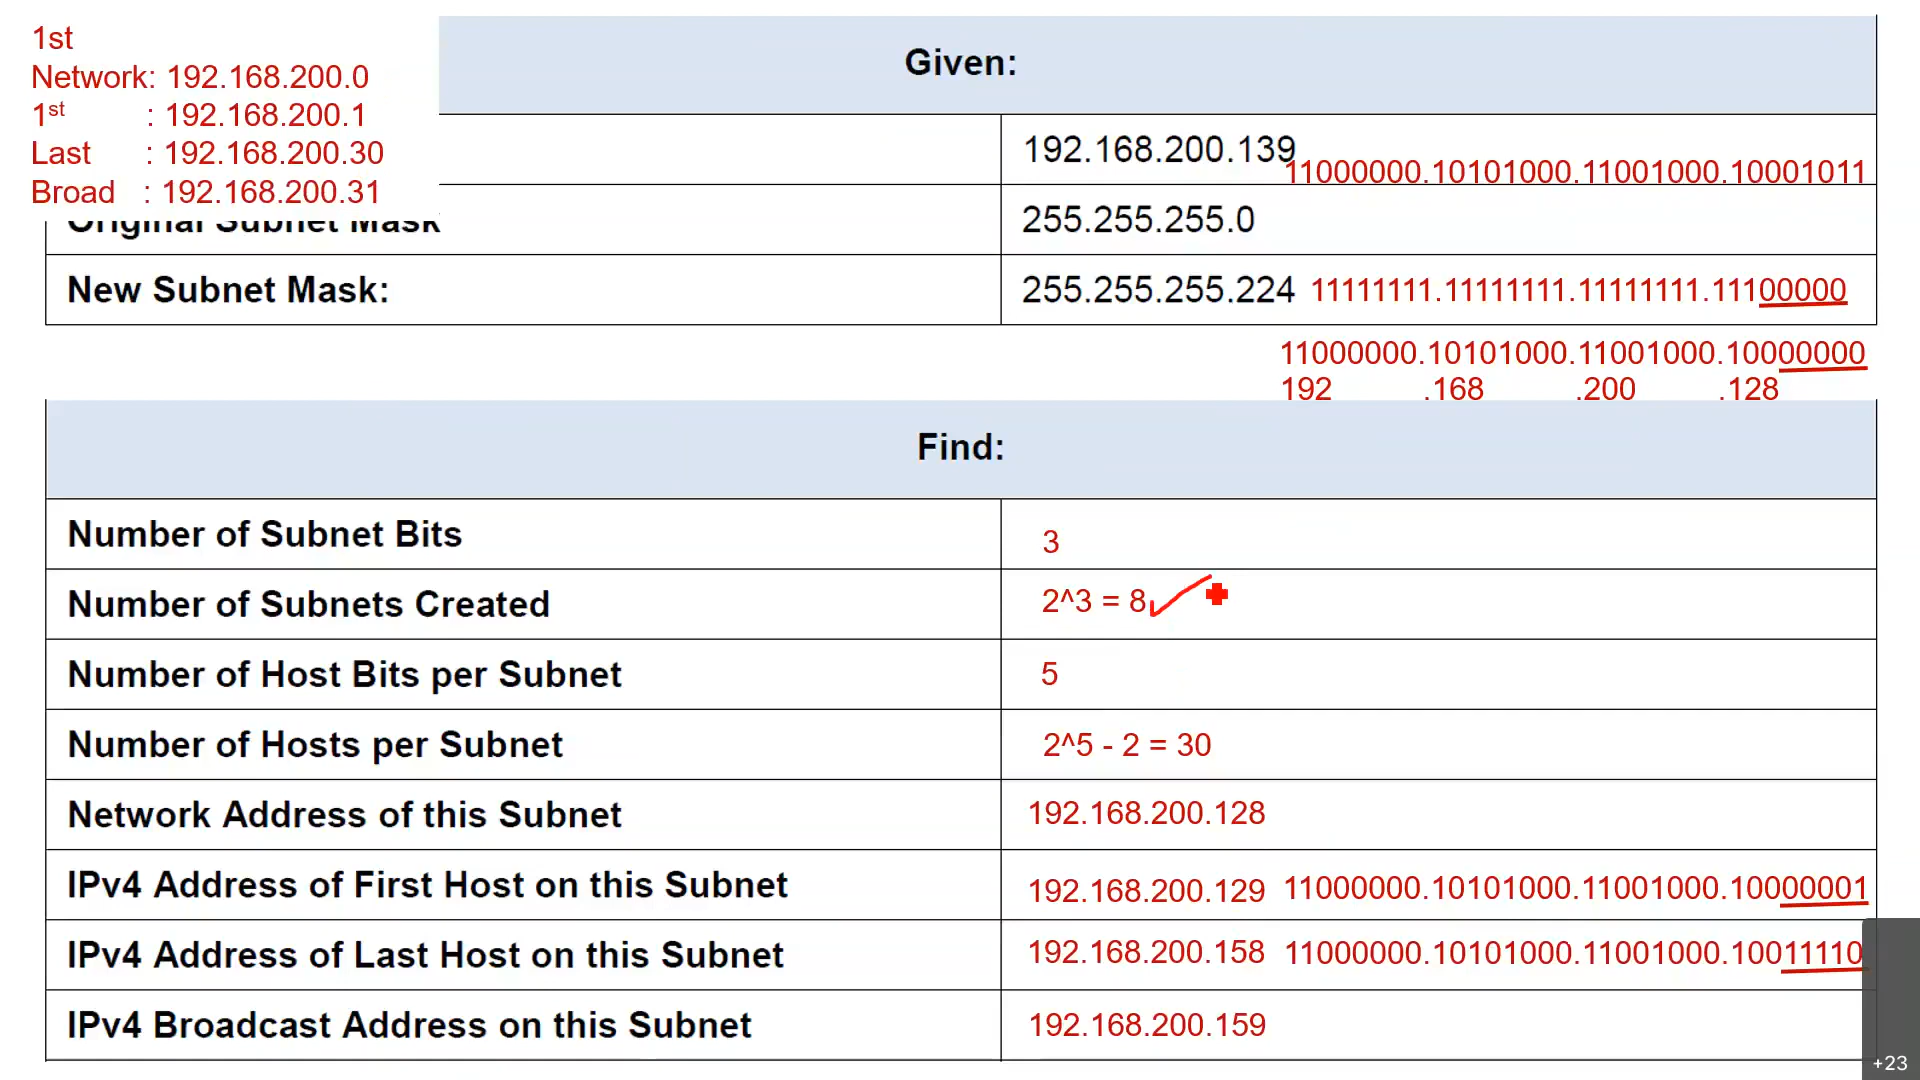 1st
Network: 192.168.200.0
1st : 192.168.200.1
Last : 192.168.200.30
Broad : 192.168.200.31
Given:
192.168.200.139
11000000.10101000.11001000.10001011
Original Subnet Mask 255.255.255.0
New Subnet Mask: 255.255.255.224 11111111.11111111.11111111.11100000
11000000.10101000.11001000.10000000
192 .168 .200 .128
Find:
Number of Subnet Bits 3
Number of Subnets Created 2^3 = 8
Number of Host Bits per Subnet 5
Number of Hosts per Subnet 2^5 - 2 = 30
Network Address of this Subnet 192.168.200.128
IPv4 Address of First Host on this Subnet 192.168.200.129 11000000.10101000.11001000.10000001
IPv4 Address of Last Host on this Subnet 192.168.200.158 11000000.10101000.11001000.10011110
IPv4 Broadcast Address on this Subnet 192.168.200.159
+23